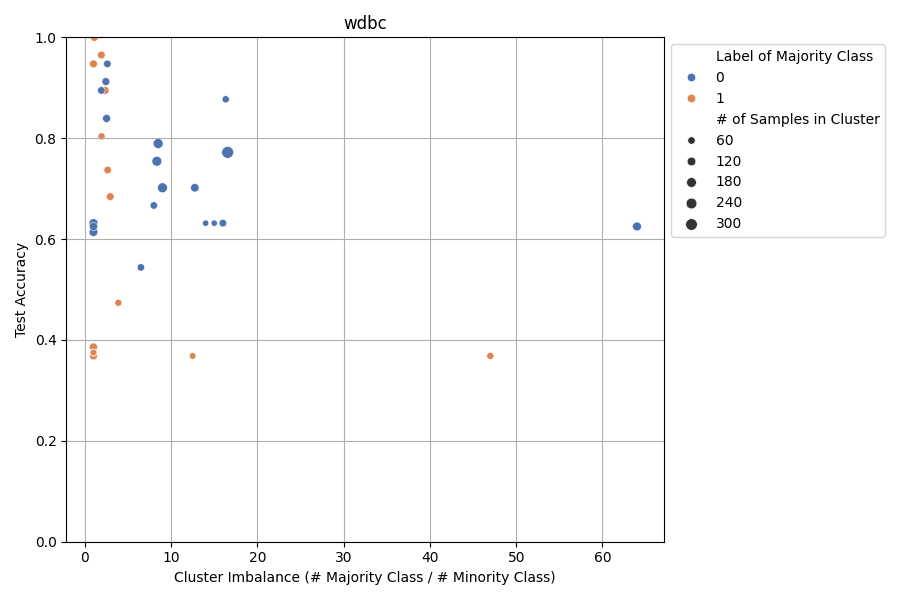 wdbc
Test Accuracy
1.0
0.8
0.6
0.4
0.2
0.0
0 10 20 30 40 50 60
Cluster Imbalance (# Majority Class / # Minority Class)
Label of Majority Class
0
1
# of Samples in Cluster
60
120
180
240
300